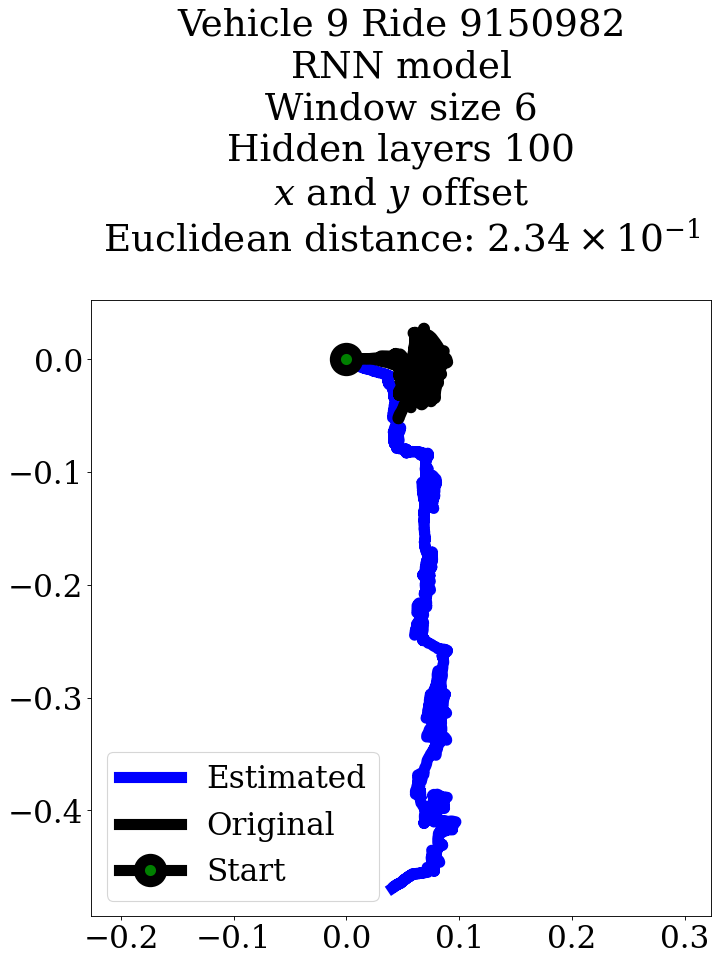 Vehicle 9 Ride 9150982
RNN model
Window size 6
Hidden layers 100
x and y offset
Euclidean distance: 2.34 × 10⁻¹
0.0
−0.1
−0.2
−0.3
−0.4
Estimated
Original
Start
−0.2 −0.1 0.0 0.1 0.2 0.3